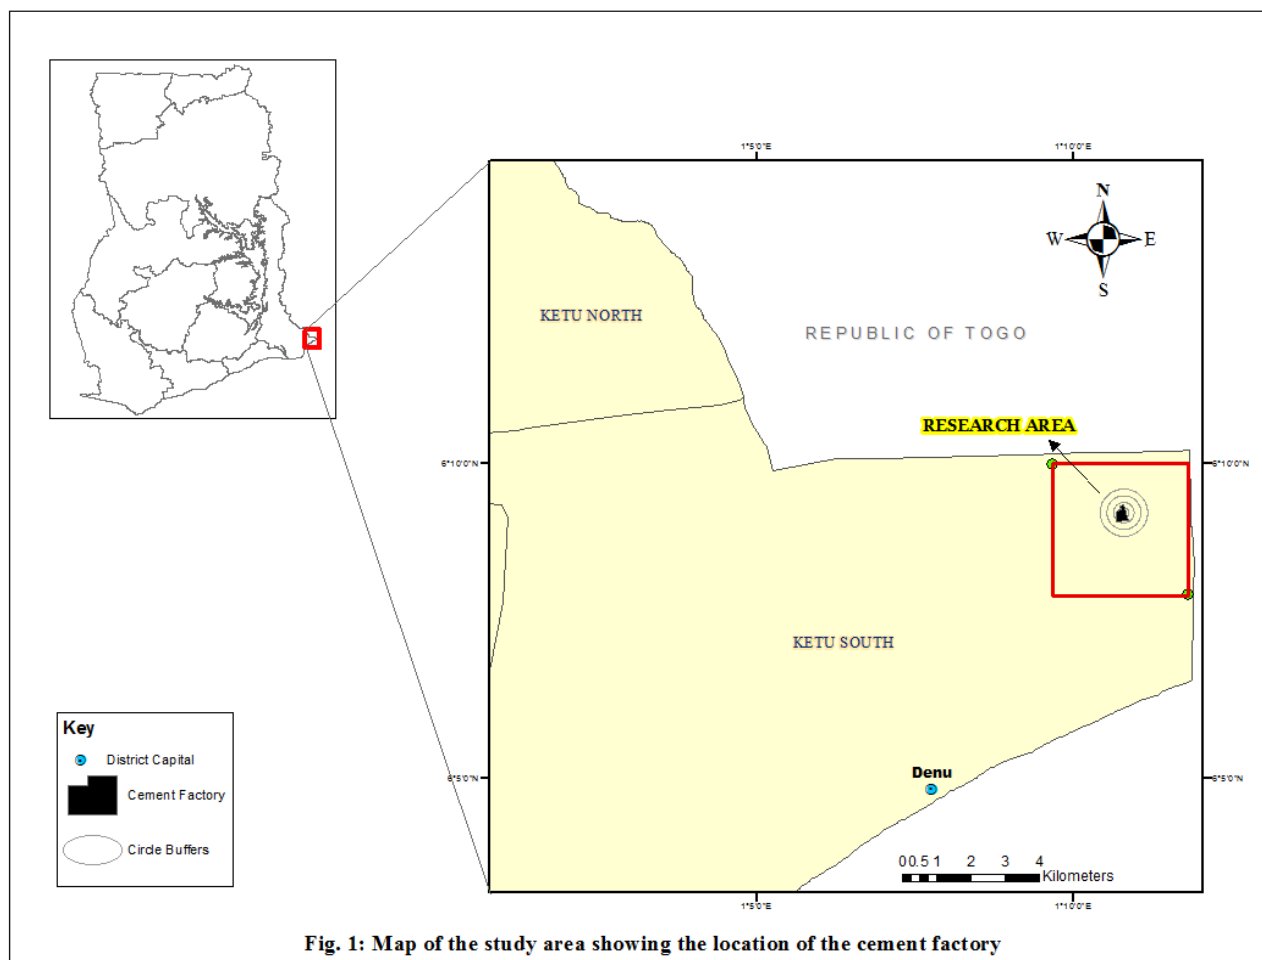 1°5'0"E
1°10'0"E
N
W
E
S
KETU NORTH
REPUBLIC OF TOGO
RESEARCH AREA
6°10'0"N
6°10'0"N
KETU SOUTH
Key
District Capital
Cement Factory
Circle Buffers
Denu
6°5'0"N
6°5'0"N
0 0.5 1 2 3 4
Kilometers
1°5'0"E
1°10'0"E
Fig. 1: Map of the study area showing the location of the cement factory